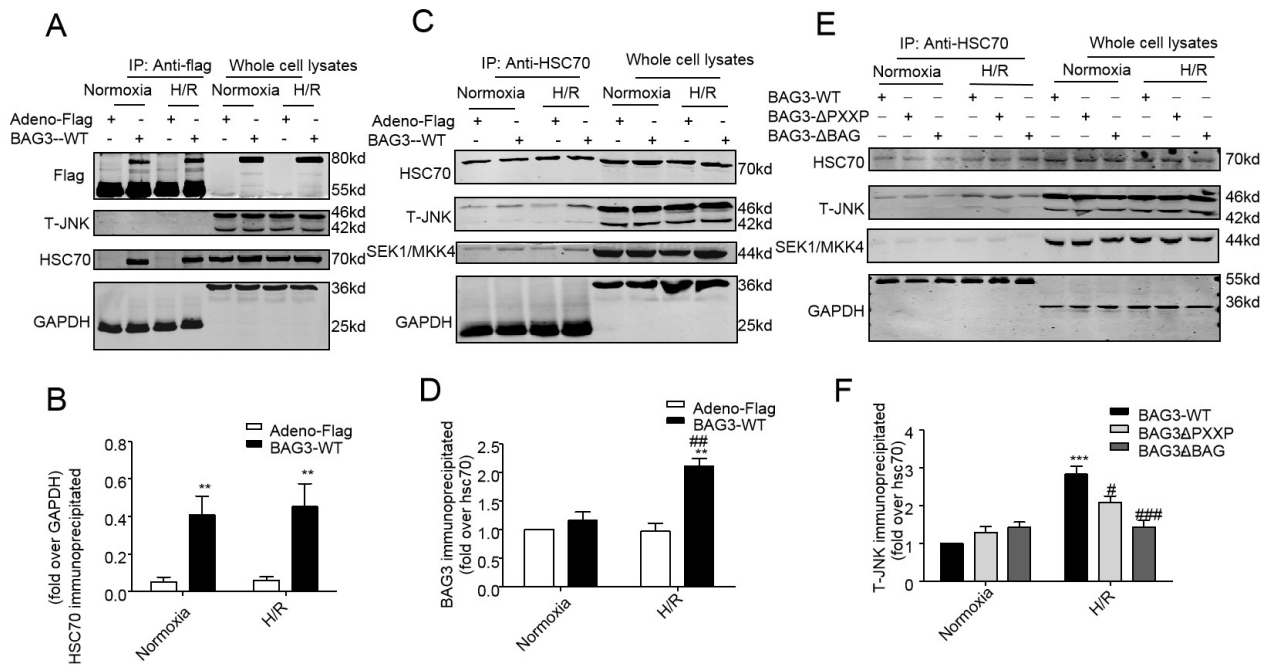 A
IP: Anti-flag Whole cell lysates
Normoxia H/R Normoxia H/R
Adeno-Flag + − + − + − + −
BAG3--WT − + − + − + − +
Flag 80kd
55kd
T-JNK 46kd
42kd
HSC70 70kd
36kd
GAPDH 25kd
C
IP: Anti-HSC70 Whole cell lysates
Normoxia H/R Normoxia H/R
Adeno-Flag + − + − + − + −
BAG3--WT − + − + − + − +
HSC70 70kd
T-JNK 46kd
42kd
SEK1/MKK4 44kd
36kd
GAPDH 25kd
E
IP: Anti-HSC70 Whole cell lysates
Normoxia H/R Normoxia H/R
BAG3-WT + − − + − − + − − + − −
BAG3-ΔPXXP − + − − + − − + − − + −
BAG3-ΔBAG − − + − − + − − + − − +
HSC70 70kd
T-JNK 46kd
42kd
SEK1/MKK4 44kd
55kd
GAPDH 36kd
B
HSC70 immunoprecipitated
(fold over GAPDH)
Adeno-Flag
BAG3-WT
0.8
0.6
0.4
0.2
0.0
** **
Normoxia H/R
D
BAG3 immunoprecipitated
(fold over hsc70)
Adeno-Flag
BAG3-WT
2.5
2.0
1.5
1.0
0.5
0.0
##
**
Normoxia H/R
F
T-JNK immunoprecipitated
(fold over hsc70)
BAG3-WT
BAG3ΔPXXP
BAG3ΔBAG
4
3
2
1
0
***
#
###
Normoxia H/R